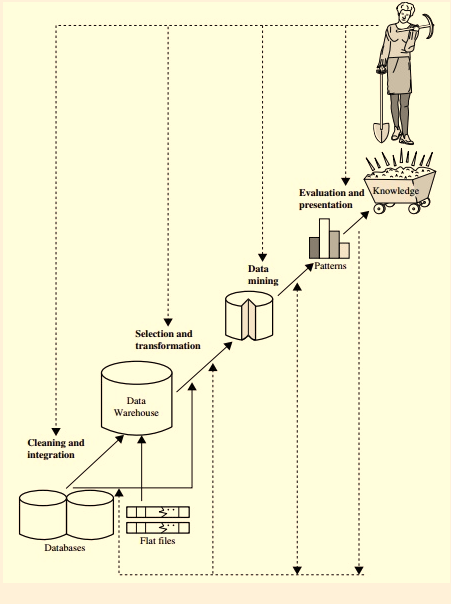 Knowledge
Evaluation and
presentation
Patterns
Data
mining
Selection and
transformation
Data
Warehouse
Cleaning and
integration
Databases
Flat files